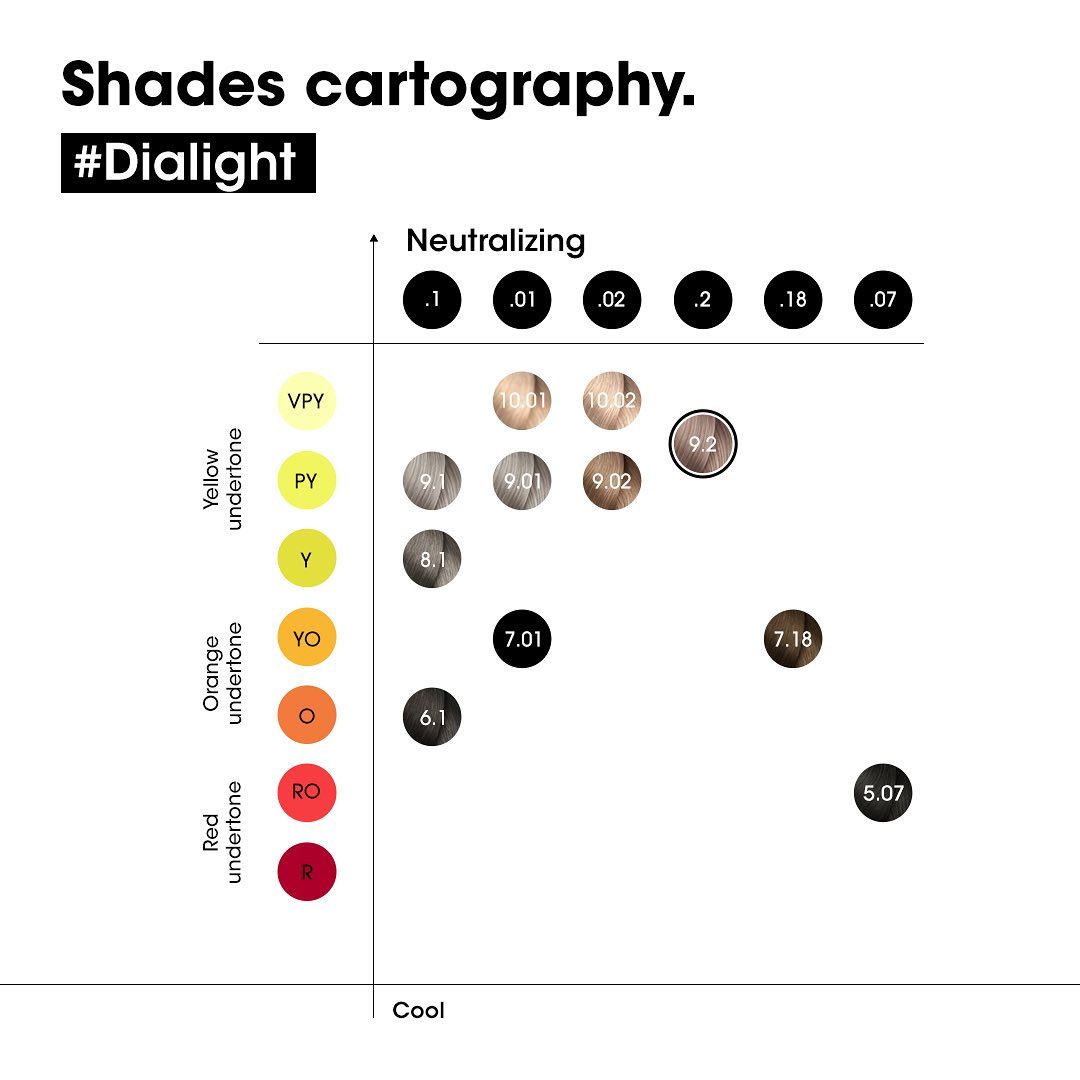 Shades cartography.
#Dialight
Neutralizing
.1 .01 .02 .2 .18 .07
Yellow
undertone
VPY 10.01 10.02
9.2
PY 9.1 9.01 9.02
Y 8.1
Orange
undertone
YO 7.01 7.18
O 6.1
Red
undertone
RO 5.07
R
Cool